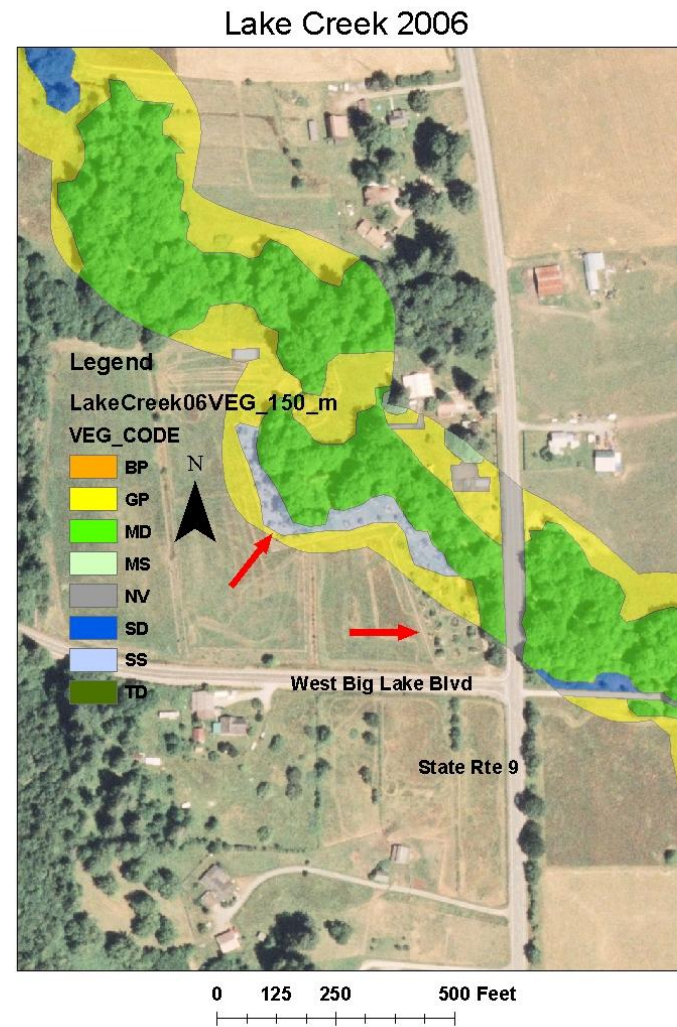 Lake Creek 2006
Legend
LakeCreek06VEG_150_m
VEG_CODE
BP
N
GP
MD
MS
NV
SD
SS
TD
West Big Lake Blvd
State Rte 9
0 125 250 500 Feet